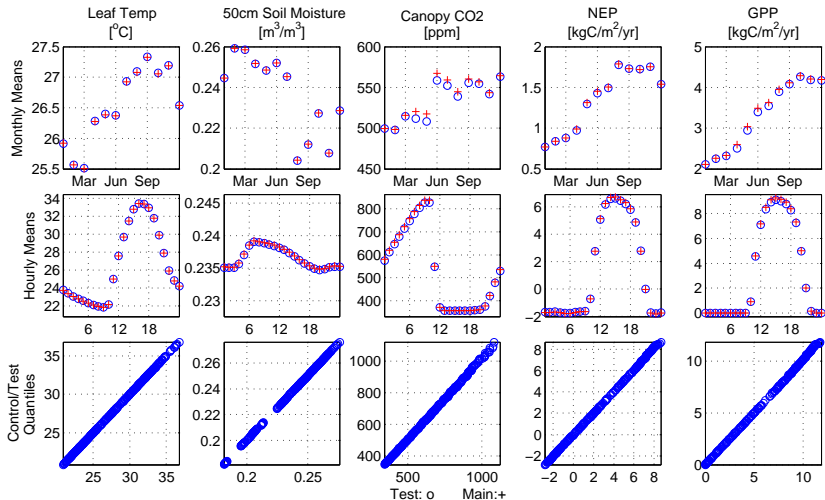 Leaf Temp
[°C]
50cm Soil Moisture
[m³/m³]
Canopy CO2
[ppm]
NEP
[kgC/m²/yr]
GPP
[kgC/m²/yr]
Monthly Means
27.5
27
26.5
26
25.5
0.26
0.24
0.22
0.2
600
550
500
450
2
1.5
1
0.5
5
4
3
2
Mar Jun Sep
Mar Jun Sep
Mar Jun Sep
Mar Jun Sep
Mar Jun Sep
Hourly Means
34
32
30
28
26
24
22
0.245
0.24
0.235
0.23
800
700
600
500
400
6
4
2
0
−2
8
6
4
2
0
6 12 18
6 12 18
6 12 18
6 12 18
6 12 18
Control/Test
Quantiles
35
30
25
0.26
0.24
0.22
0.2
1000
800
600
400
8
6
4
2
0
−2
10
5
0
25 30 35
0.2 0.25
500 1000
−2 0 2 4 6 8
0 5 10
Test: o Main:+